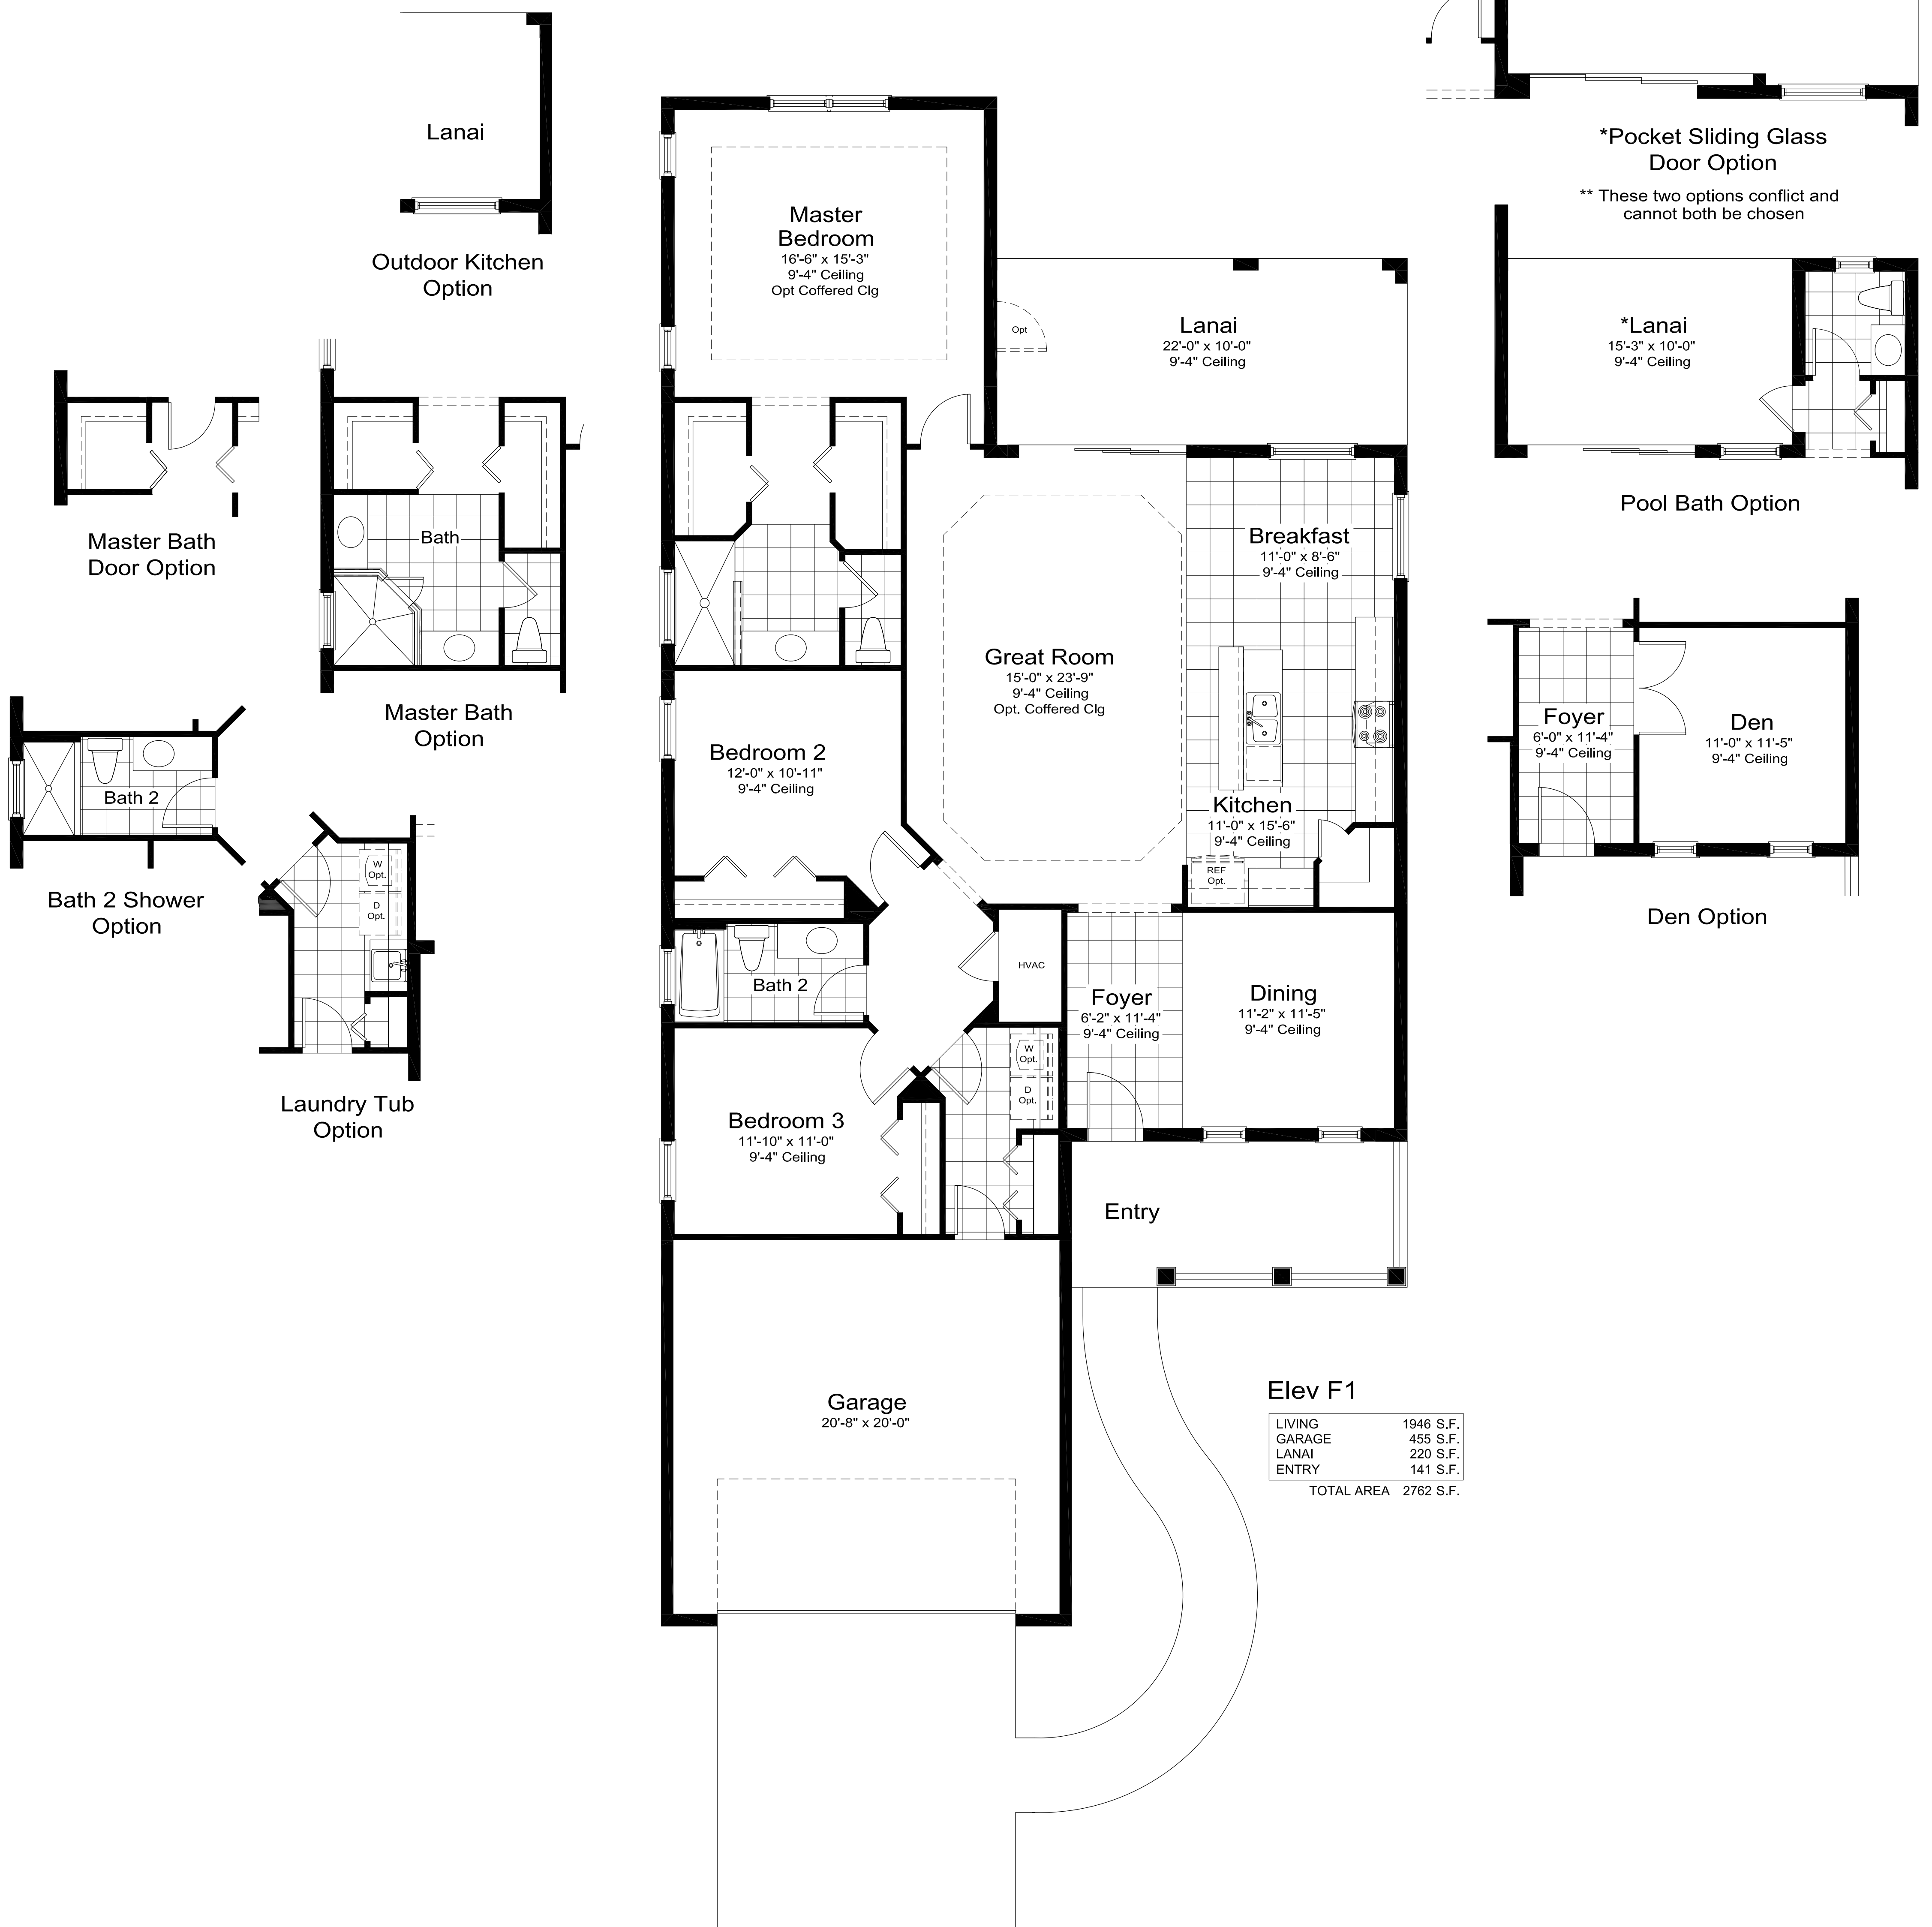 Lanai
Outdoor Kitchen
Option
*Pocket Sliding Glass
Door Option
** These two options conflict and
cannot both be chosen
Master
Bedroom
16'-6" x 15'-3"
9'-4" Ceiling
Opt Coffered Clg
Opt
Lanai
22'-0" x 10'-0"
9'-4" Ceiling
*Lanai
15'-3" x 10'-0"
9'-4" Ceiling
Pool Bath Option
Master Bath
Door Option
Bath
Master Bath
Option
Breakfast
11'-0" x 8'-6"
9'-4" Ceiling
Great Room
15'-0" x 23'-9"
9'-4" Ceiling
Opt. Coffered Clg
Kitchen
11'-0" x 15'-6"
9'-4" Ceiling
REF
Opt.
Foyer
6'-0" x 11'-4"
9'-4" Ceiling
Den
11'-0" x 11'-5"
9'-4" Ceiling
Den Option
Bath 2
Bath 2 Shower
Option
W
Opt.
D
Opt.
Laundry Tub
Option
Bedroom 2
12'-0" x 10'-11"
9'-4" Ceiling
Bath 2
HVAC
Foyer
6'-2" x 11'-4"
9'-4" Ceiling
Dining
11'-2" x 11'-5"
9'-4" Ceiling
W
Opt.
D
Opt.
Bedroom 3
11'-10" x 11'-0"
9'-4" Ceiling
Entry
Garage
20'-8" x 20'-0"
Elev F1
LIVING 1946 S.F.
GARAGE 455 S.F.
LANAI 220 S.F.
ENTRY 141 S.F.
TOTAL AREA 2762 S.F.